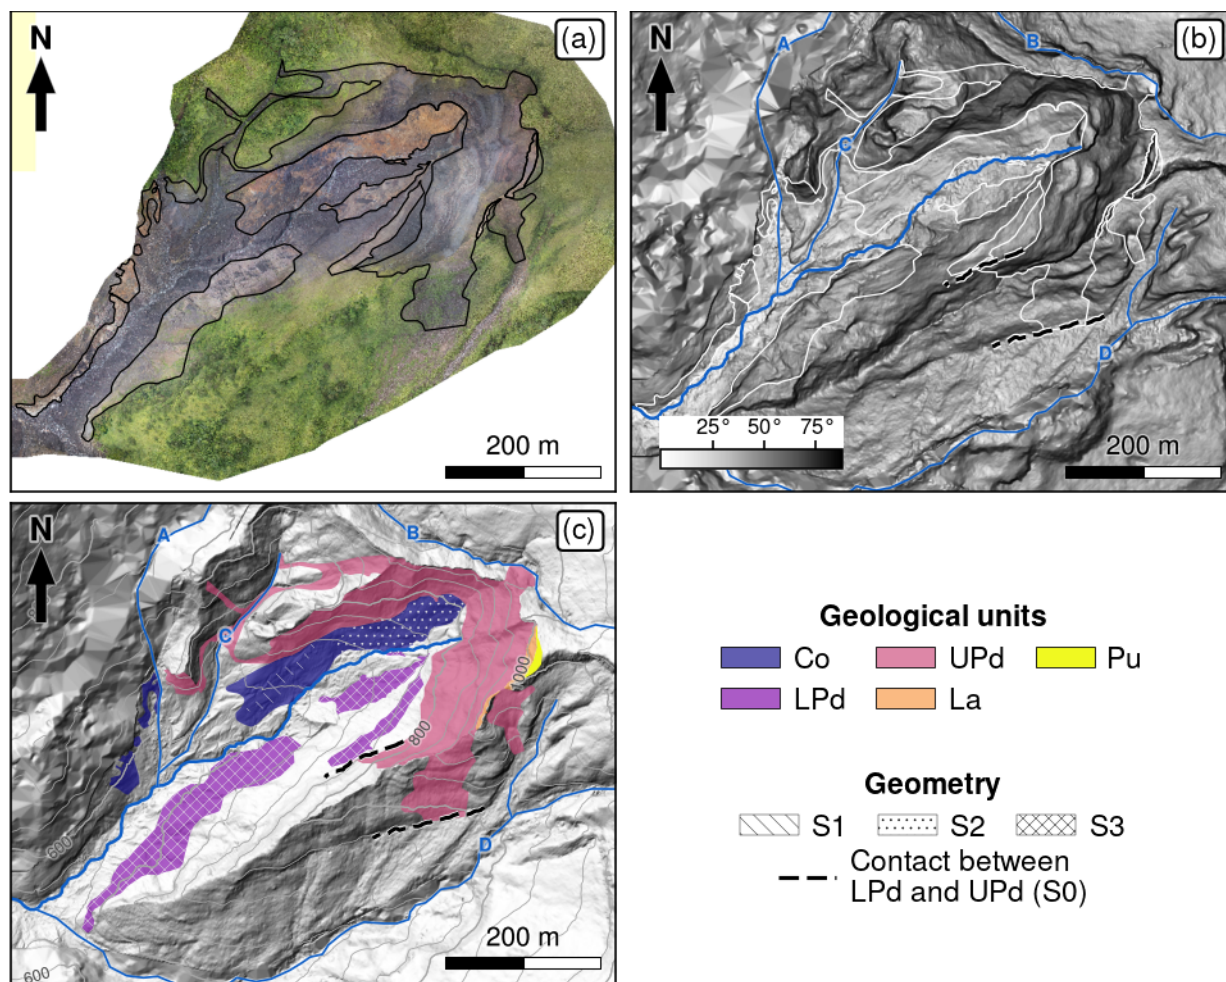 N
(a)
200 m
N
(b)
A
B
C
D
25° 50° 75°
200 m
N
(c)
A
B
C
D
1000
800
600
600
200 m
Geological units
Co UPd Pu
LPd La
Geometry
S1 S2 S3
Contact between
LPd and UPd (S0)